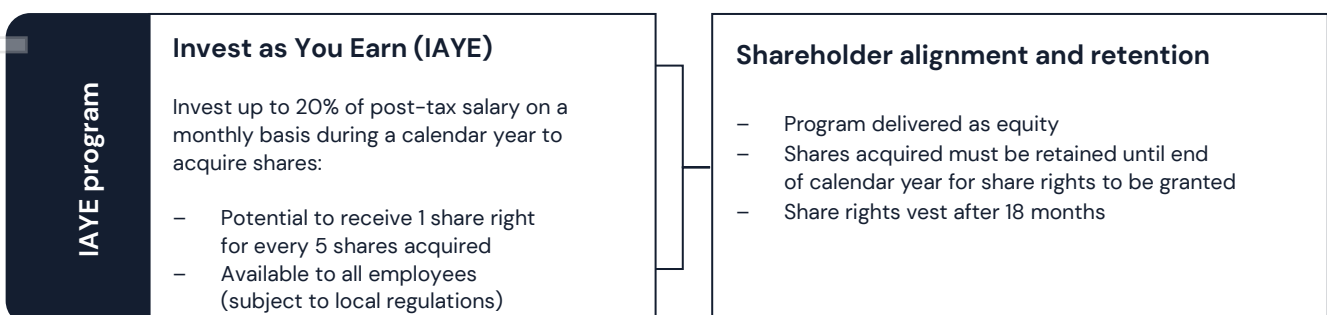 IAYE program
Invest as You Earn (IAYE)
Invest up to 20% of post-tax salary on a
monthly basis during a calendar year to
acquire shares:
– Potential to receive 1 share right
for every 5 shares acquired
– Available to all employees
(subject to local regulations)
Shareholder alignment and retention
– Program delivered as equity
– Shares acquired must be retained until end
of calendar year for share rights to be granted
– Share rights vest after 18 months